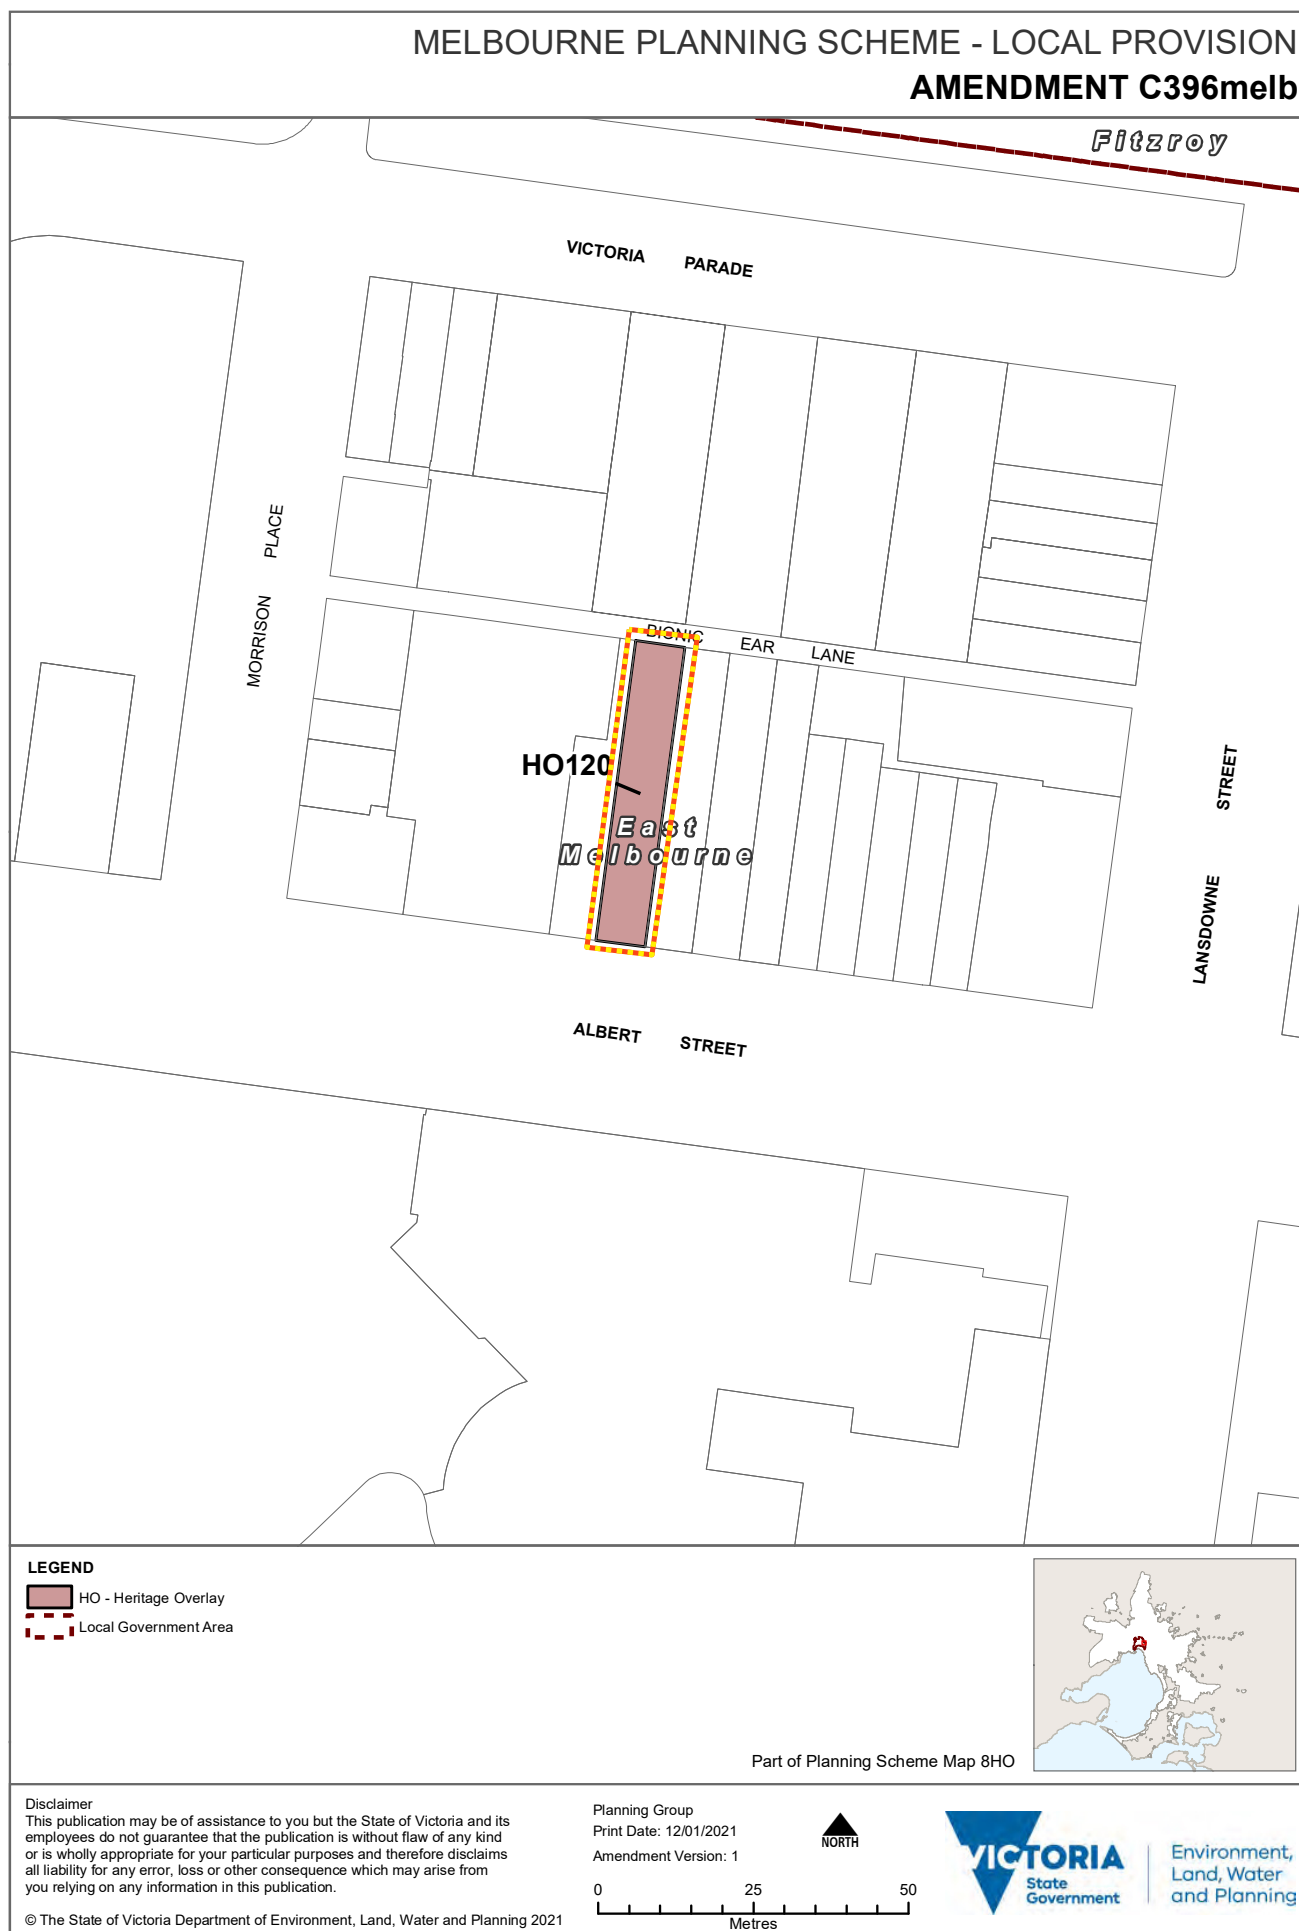 MELBOURNE PLANNING SCHEME - LOCAL PROVISION
AMENDMENT C396melb
Fitzroy
VICTORIA PARADE
MORRISON PLACE
BIONIC EAR LANE
HO120
East
Melbourne
LANSDOWNE STREET
ALBERT STREET
LEGEND
HO - Heritage Overlay
Local Government Area
Part of Planning Scheme Map 8HO
Disclaimer
This publication may be of assistance to you but the State of Victoria and its
employees do not guarantee that the publication is without flaw of any kind
or is wholly appropriate for your particular purposes and therefore disclaims
all liability for any error, loss or other consequence which may arise from
you relying on any information in this publication.
© The State of Victoria Department of Environment, Land, Water and Planning 2021
Planning Group
Print Date: 12/01/2021
Amendment Version: 1
NORTH
0 25 50
Metres
VICTORIA
State
Government
Environment,
Land, Water
and Planning